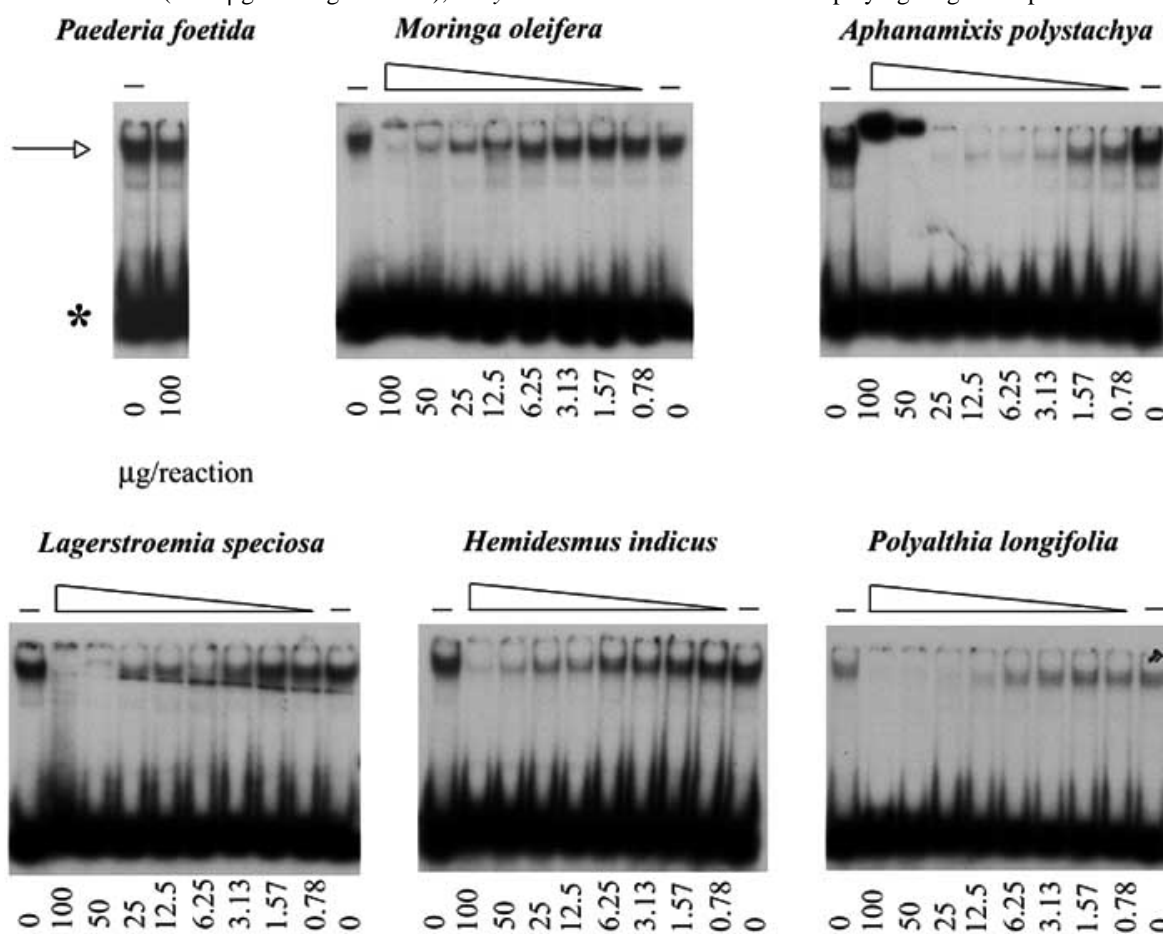 Paederia foetida
Moringa oleifera
Aphanamixis polystachya
*
0 100
0 100 50 25 12.5 6.25 3.13 1.57 0.78 0
0 100 50 25 12.5 6.25 3.13 1.57 0.78 0
μg/reaction
Lagerstroemia speciosa
Hemidesmus indicus
Polyalthia longifolia
0 100 50 25 12.5 6.25 3.13 1.57 0.78 0
0 100 50 25 12.5 6.25 3.13 1.57 0.78 0
0 100 50 25 12.5 6.25 3.13 1.57 0.78 0